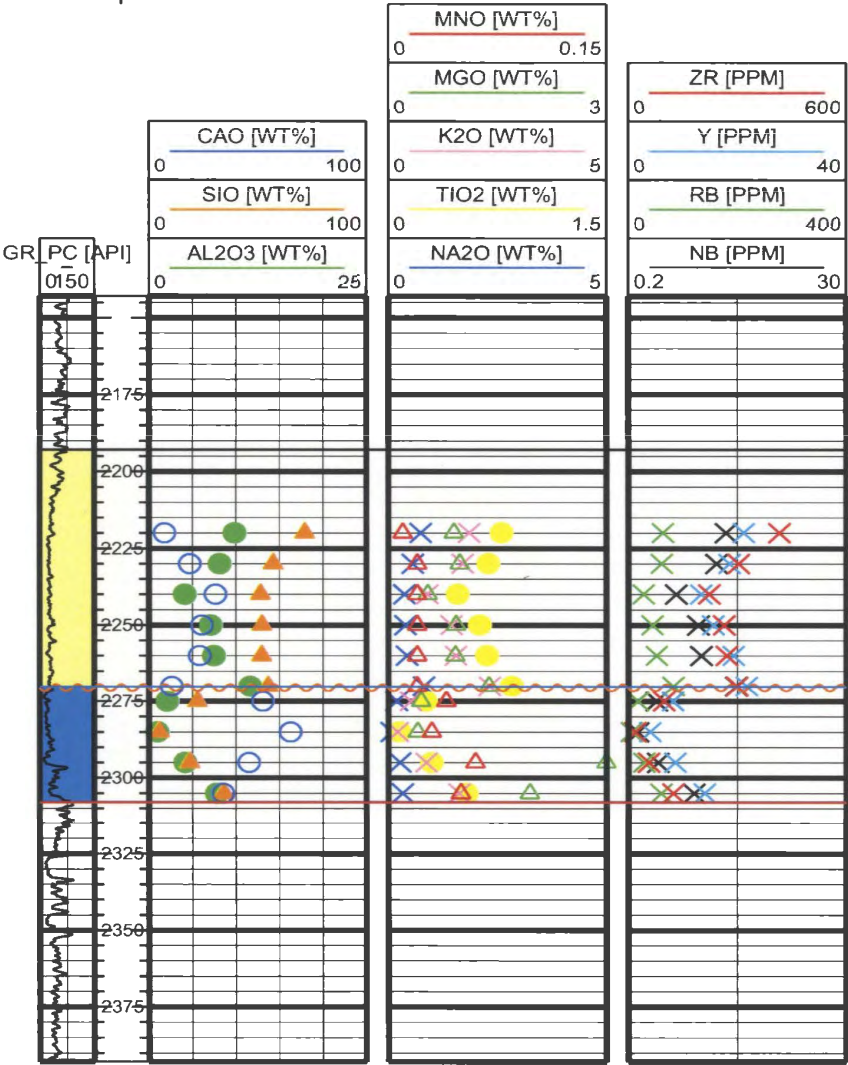 MNO [WT%]
0 0.15
MGO [WT%]
0 3
ZR [PPM]
0 600
CAO [WT%]
0 100
K2O [WT%]
0 5
Y [PPM]
0 40
SIO [WT%]
0 100
TIO2 [WT%]
0 1.5
RB [PPM]
0 400
GR_PC [API]
0150
AL2O3 [WT%]
0 25
NA2O [WT%]
0 5
NB [PPM]
0.2 30
2175
2200
2225
2250
2275
2300
2325
2350
2375